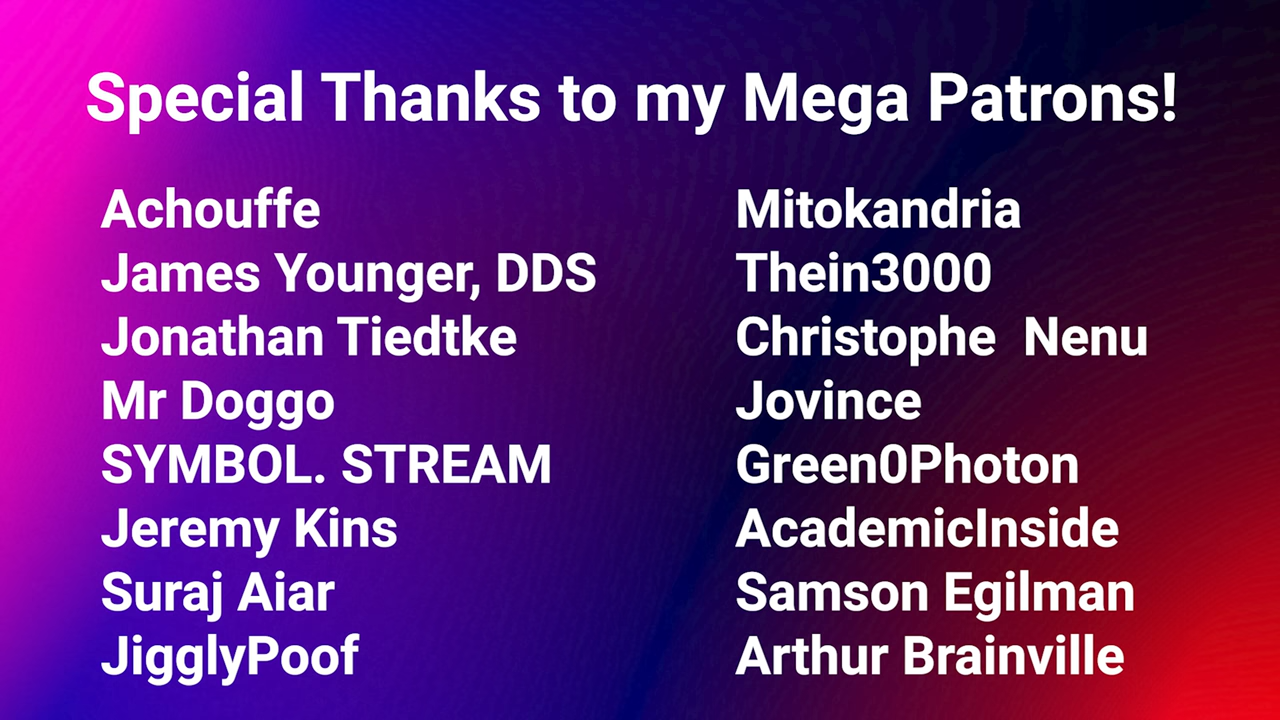 Special Thanks to my Mega Patrons!
Achouffe
James Younger, DDS
Jonathan Tiedtke
Mr Doggo
SYMBOL. STREAM
Jeremy Kins
Suraj Aiar
JigglyPoof
Mitokandria
Thein3000
Christophe  Nenu
Jovince
Green0Photon
AcademicInside
Samson Egilman
Arthur Brainville